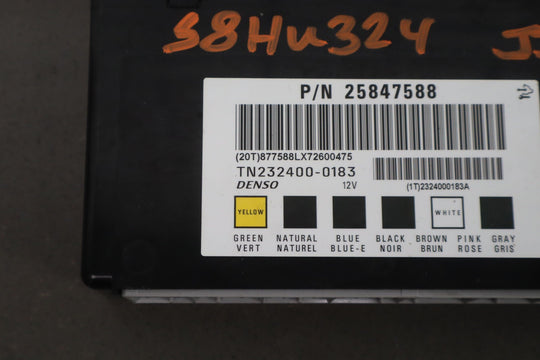 S8HU324 J
P/N 25847588
(20T)877588LX72600475
TN232400-0183
DENSO 12V (1T)2324000183A
YELLOW WHITE
GREEN NATURAL BLUE BLACK BROWN PINK GRAY
VERT NATUREL BLUE-E NOIR BRUN ROSE GRIS